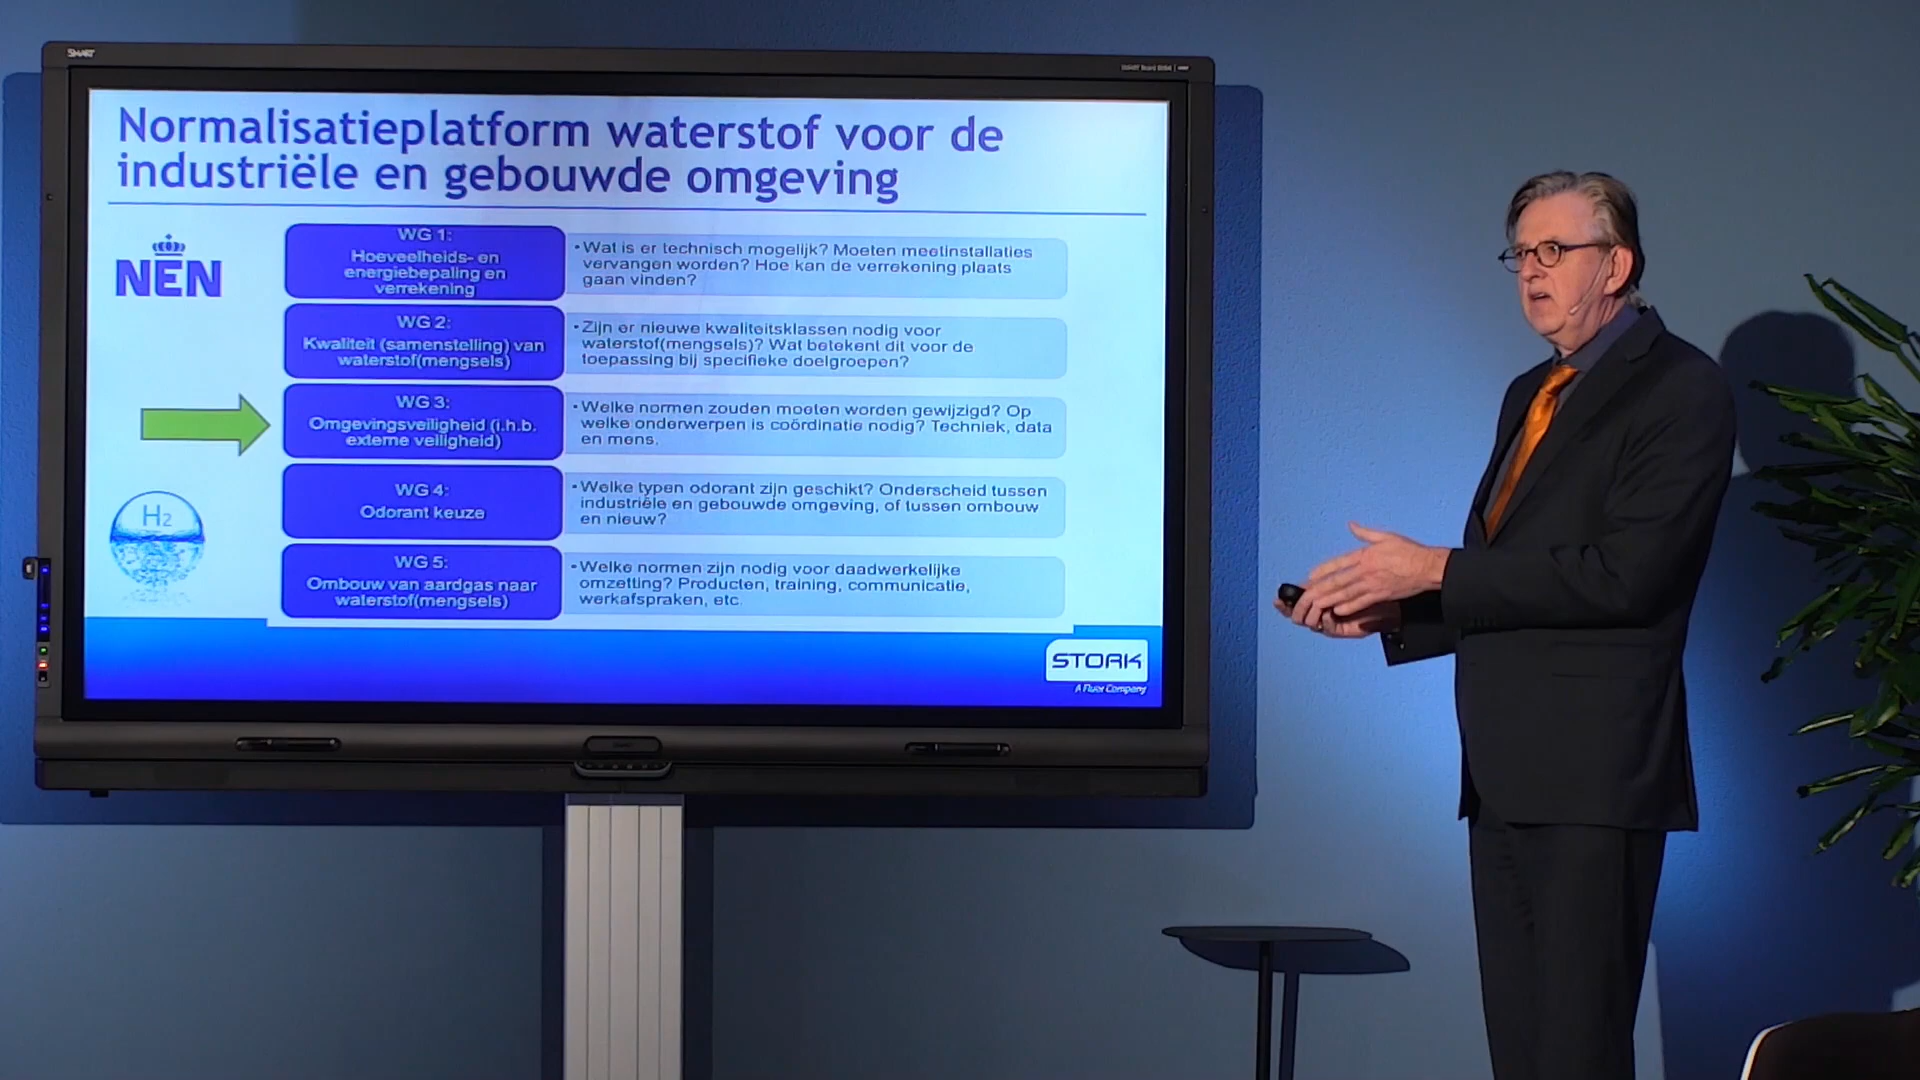 SMART
Normalisatieplatform waterstof voor de
industriële en gebouwde omgeving
NEN
WG 1:
Hoeveelheids- en
energiebepaling en
verrekening
• Wat is er technisch mogelijk? Moeten meetinstallaties
vervangen worden? Hoe kan de verrekening plaats
gaan vinden?
WG 2:
Kwaliteit (samenstelling) van
waterstof(mengsels)
• Zijn er nieuwe kwaliteitsklassen nodig voor
waterstof(mengsels)? Wat betekent dit voor de
toepassing bij specifieke doelgroepen?
WG 3:
Omgevingsveiligheid (i.h.b.
externe veiligheid)
• Welke normen zouden moeten worden gewijzigd? Op
welke onderwerpen is coördinatie nodig? Techniek, data
en mens.
WG 4:
Odorant keuze
• Welke typen odorant zijn geschikt? Onderscheid tussen
industriële en gebouwde omgeving, of tussen ombouw
en nieuw?
H2
WG 5:
Ombouw van aardgas naar
waterstof(mengsels)
• Welke normen zijn nodig voor daadwerkelijke
omzetting? Producten, training, communicatie,
werkafspraken, etc.
STORK
A Fluor Company